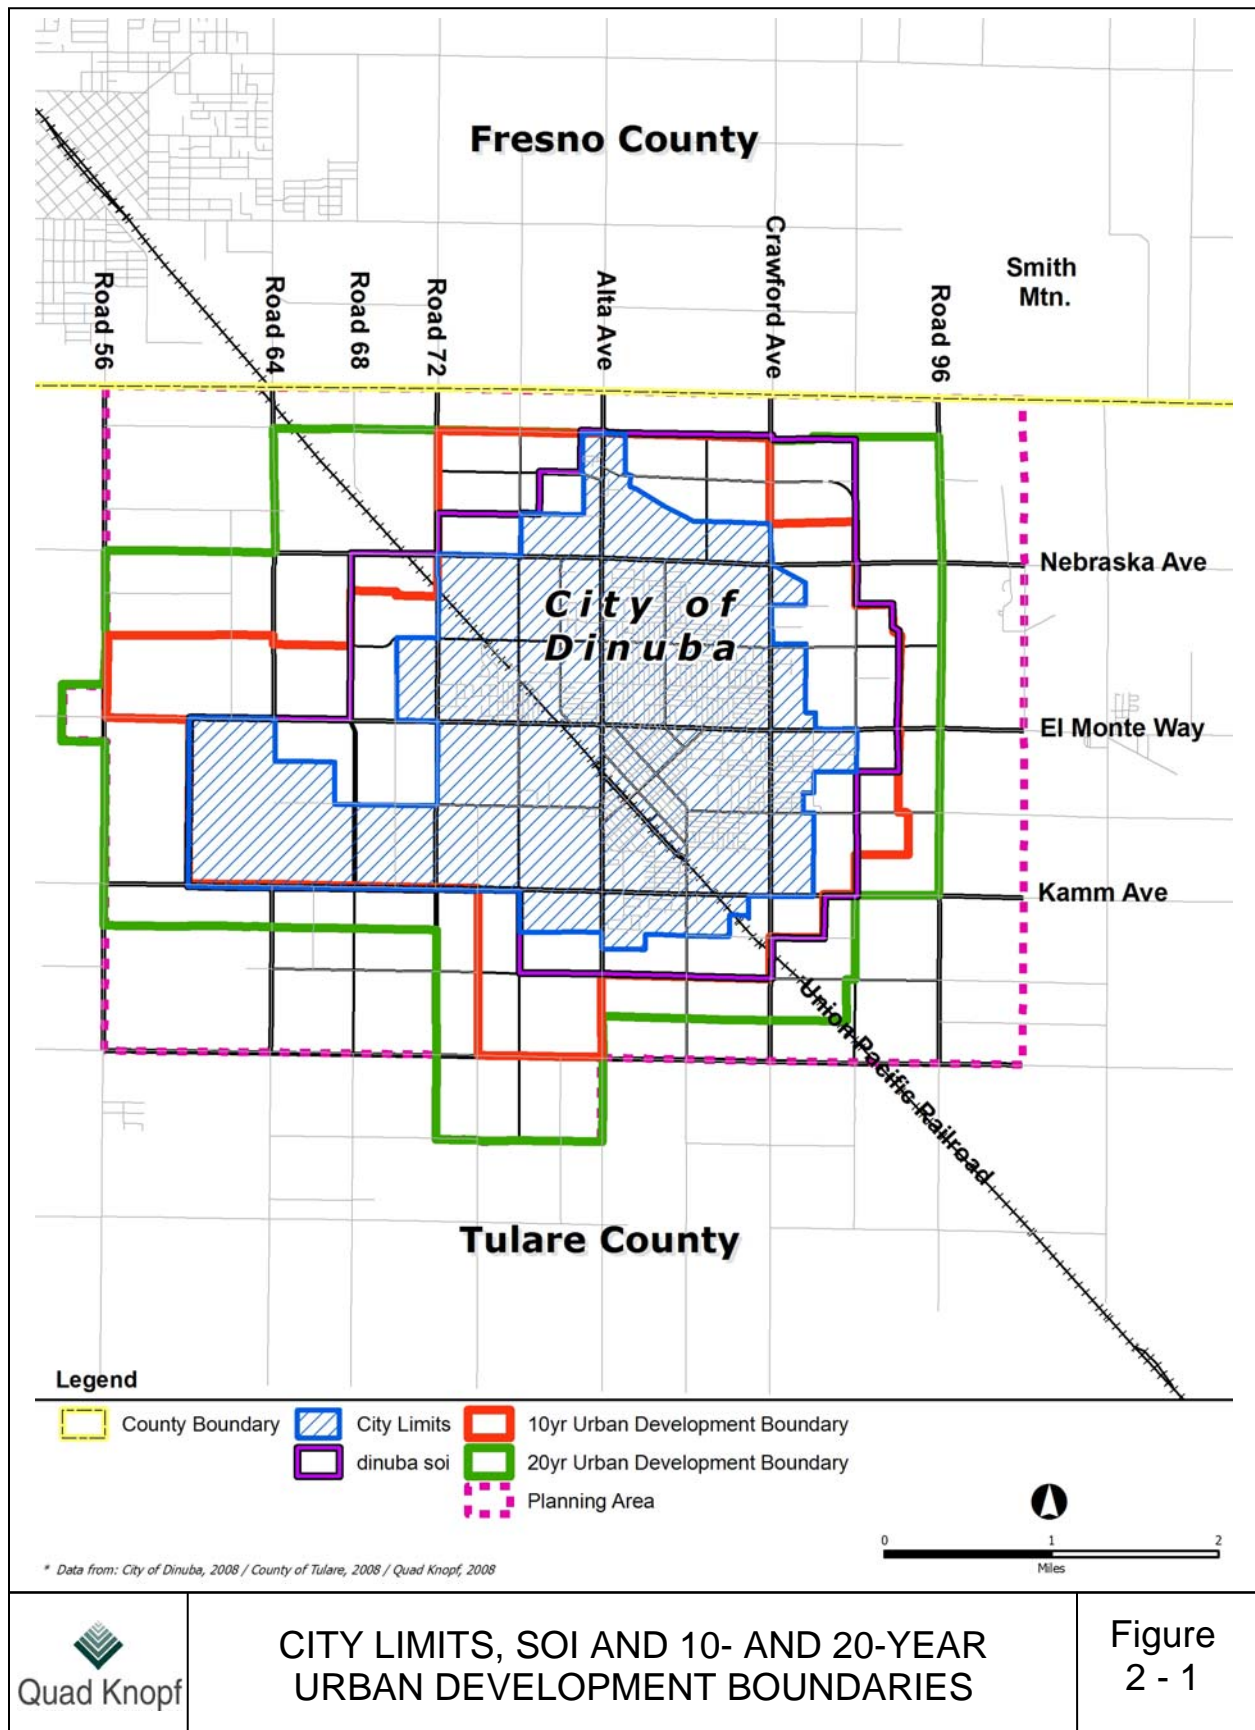 Fresno County
Smith
Mtn.
Road 56
Road 64
Road 68
Road 72
Alta Ave
Crawford Ave
Road 96
Nebraska Ave
City of
Dinuba
El Monte Way
Kamm Ave
Union Pacific Railroad
Tulare County
Legend
County Boundary
City Limits
10yr Urban Development Boundary
dinuba soi
20yr Urban Development Boundary
Planning Area
0 1 2
Miles
* Data from: City of Dinuba, 2008 / County of Tulare, 2008 / Quad Knopf, 2008
Quad Knopf
CITY LIMITS, SOI AND 10- AND 20-YEAR
URBAN DEVELOPMENT BOUNDARIES
Figure
2 - 1